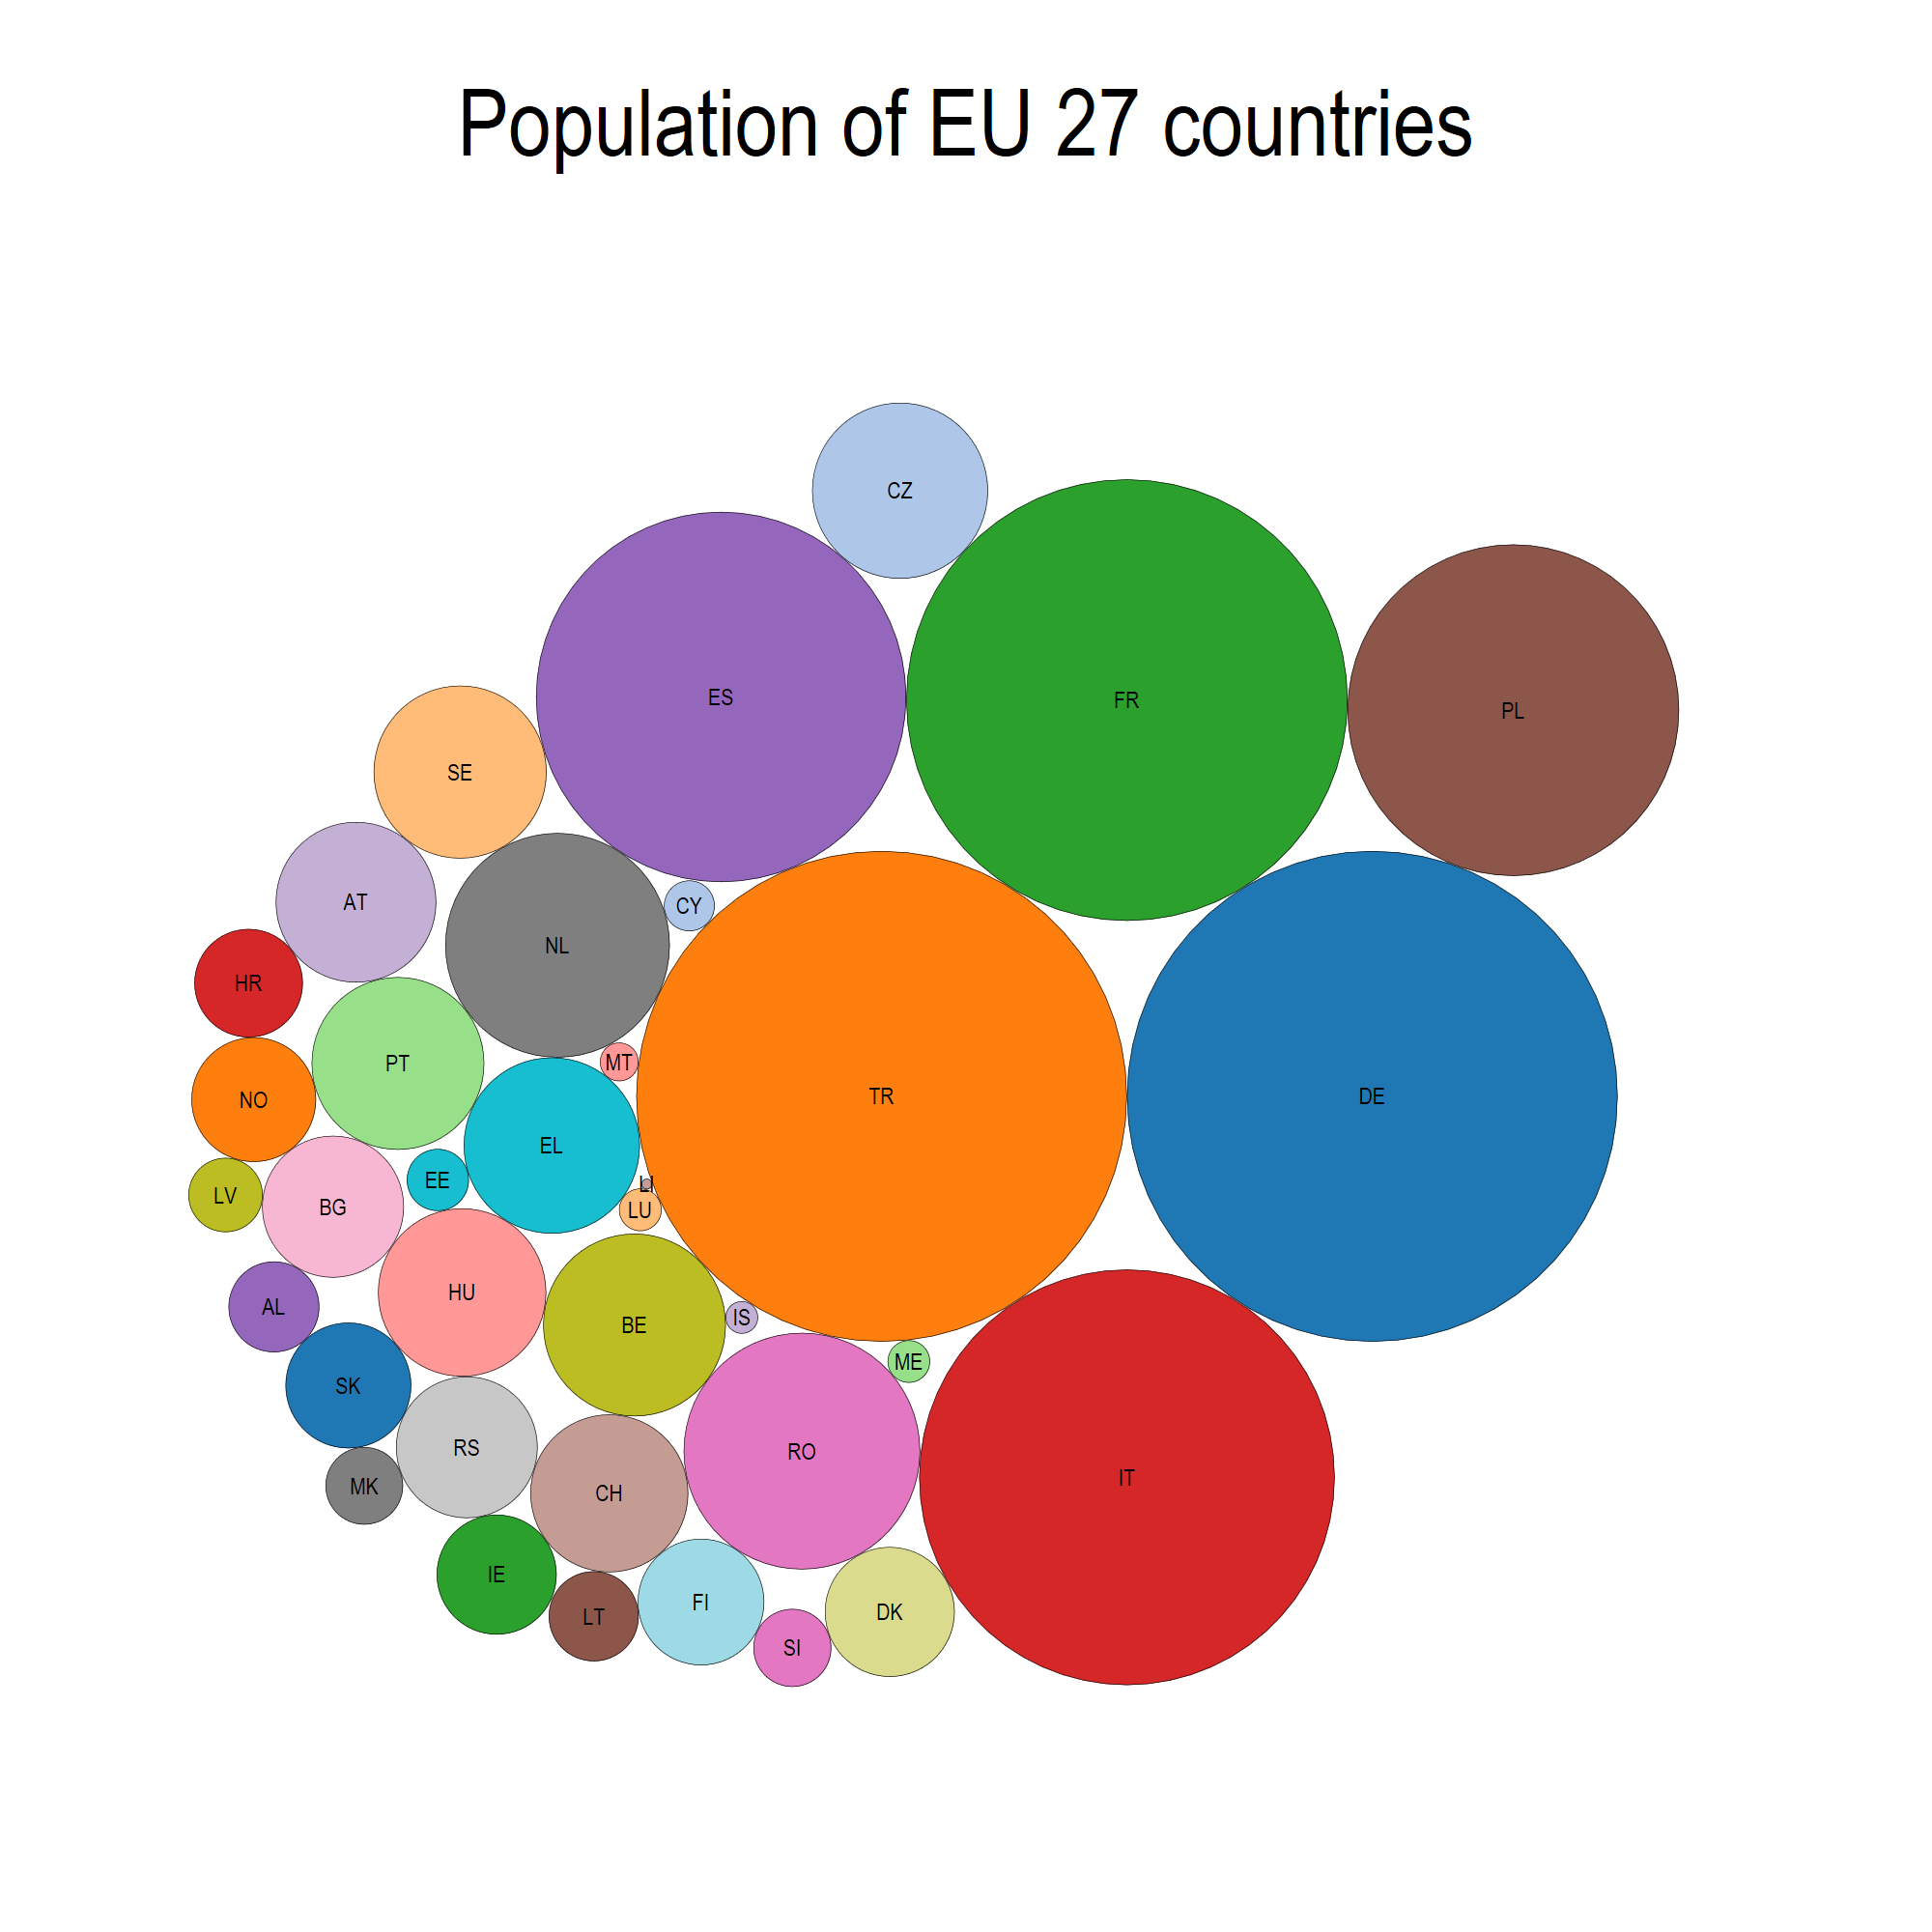 Population of EU 27 countries
CZ
ES
FR
PL
SE
AT
CY
NL
HR
PT
MT
NO
TR
DE
EL
EE
LI
LV
BG
LU
HU
AL
IS
BE
ME
SK
RS
RO
IT
MK
CH
IE
FI
DK
LT
SI